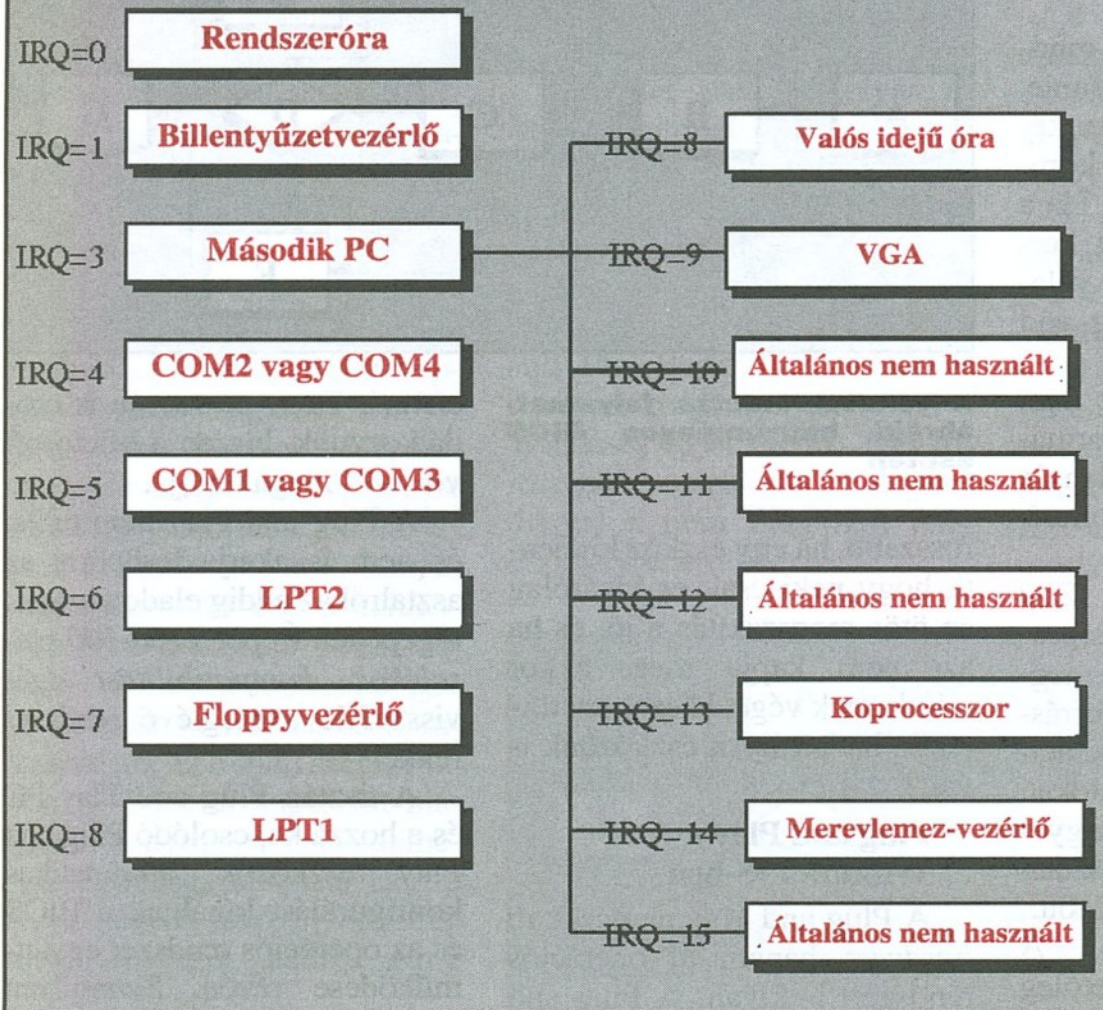 IRQ=0 Rendszeróra
IRQ=1 Billentyűzetvezérlő
IRQ=3 Második PC
IRQ=4 COM2 vagy COM4
IRQ=5 COM1 vagy COM3
IRQ=6 LPT2
IRQ=7 Floppyvezérlő
IRQ=8 LPT1
IRQ=8 Valós idejű óra
IRQ=9 VGA
IRQ=10 Általános nem használt
IRQ=11 Általános nem használt
IRQ=12 Általános nem használt
IRQ=13 Koprocesszor
IRQ=14 Merevlemez-vezérlő
IRQ=15 Általános nem használt